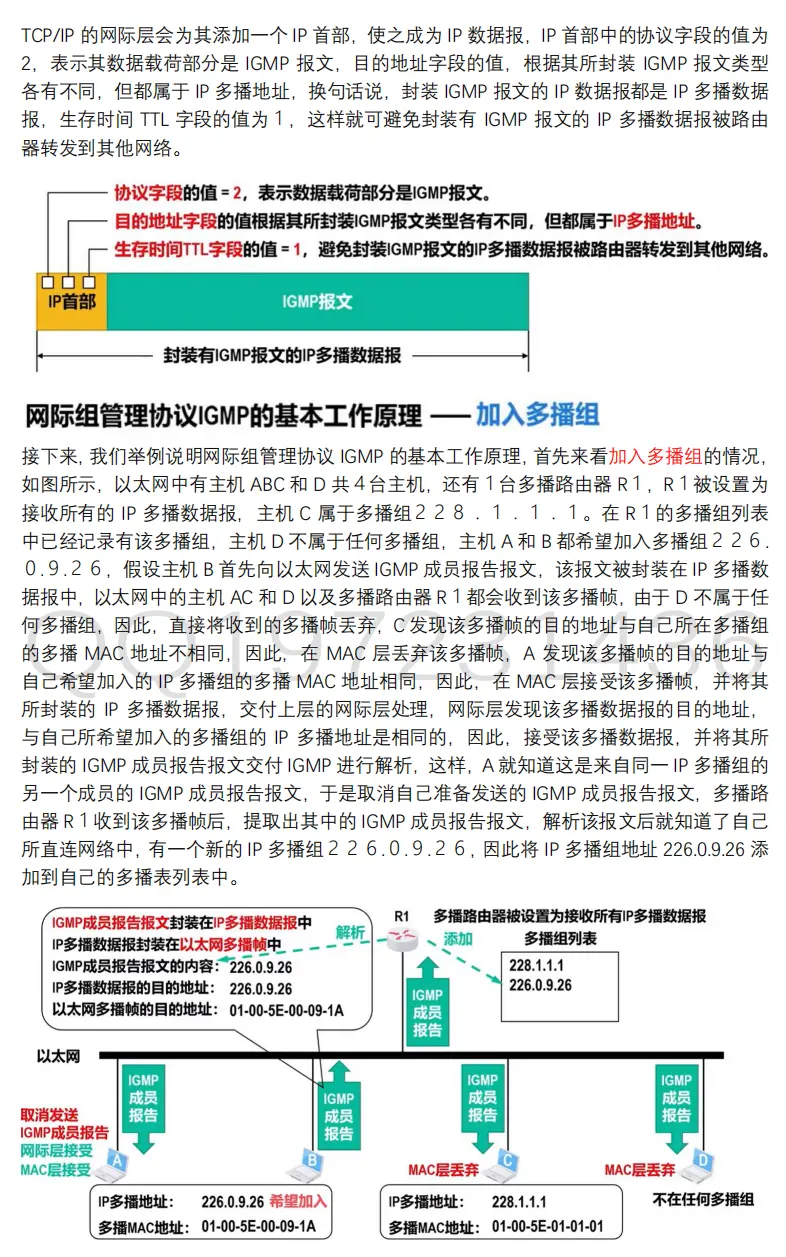 TCP/IP 的网际层会为其添加一个 IP 首部，使之成为 IP 数据报，IP 首部中的协议字段的值为
2，表示其数据载荷部分是 IGMP 报文，目的地址字段的值，根据其所封装 IGMP 报文类型
各有不同，但都属于 IP 多播地址，换句话说，封装 IGMP 报文的 IP 数据报都是 IP 多播数据
报，生存时间 TTL 字段的值为１，这样就可避免封装有 IGMP 报文的 IP 多播数据报被路由
器转发到其他网络。
协议字段的值 = 2，表示数据载荷部分是IGMP报文。
目的地址字段的值根据其所封装IGMP报文类型各有不同，但都属于IP多播地址。
生存时间TTL字段的值 = 1，避免封装IGMP报文的IP多播数据报被路由器转发到其他网络。
IP首部
IGMP报文
封装有IGMP报文的IP多播数据报
网际组管理协议IGMP的基本工作原理 —— 加入多播组
接下来，我们举例说明网际组管理协议 IGMP 的基本工作原理，首先来看加入多播组的情况，
如图所示，以太网中有主机 ABC 和 D 共４台主机，还有１台多播路由器 R１，R１被设置为
接收所有的 IP 多播数据报，主机 C 属于多播组２２８．１．１．１。在 R１的多播组列表
中已经记录有该多播组，主机 D 不属于任何多播组，主机 A 和 B 都希望加入多播组２２６．
０.９.２６，假设主机 B 首先向以太网发送 IGMP 成员报告报文，该报文被封装在 IP 多播数
据报中，以太网中的主机 AC 和 D 以及多播路由器 R１都会收到该多播帧，由于 D 不属于任
何多播组，因此，直接将收到的多播帧丢弃，C 发现该多播帧的目的地址与自己所在多播组
的多播 MAC 地址不相同，因此，在 MAC 层丢弃该多播帧，A 发现该多播帧的目的地址与
自己希望加入的 IP 多播组的多播 MAC 地址相同，因此，在 MAC 层接受该多播帧，并将其
所封装的 IP 多播数据报，交付上层的网际层处理，网际层发现该多播数据报的目的地址，
与自己所希望加入的多播组的 IP 多播地址是相同的，因此，接受该多播数据报，并将其所
封装的 IGMP 成员报告报文交付 IGMP 进行解析，这样，A 就知道这是来自同一 IP 多播组的
另一个成员的 IGMP 成员报告报文，于是取消自己准备发送的 IGMP 成员报告报文，多播路
由器 R１收到该多播帧后，提取出其中的 IGMP 成员报告报文，解析该报文后就知道了自己
所直连网络中，有一个新的 IP 多播组２２６.０.９.２６，因此将 IP 多播组地址 226.0.9.26 添
加到自己的多播表列表中。
QQ197231436
IGMP成员报告报文封装在IP多播数据报中
IP多播数据报封装在以太网多播帧中
IGMP成员报告报文的内容： 226.0.9.26
IP多播数据报的目的地址： 226.0.9.26
以太网多播帧的目的地址： 01-00-5E-00-09-1A
解析
R1
添加
多播路由器被设置为接收所有IP多播数据报
多播组列表
228.1.1.1
226.0.9.26
IGMP
成员
报告
以太网
IGMP
成员
报告
IGMP
成员
报告
IGMP
成员
报告
IGMP
成员
报告
取消发送
IGMP成员报告
网际层接受
MAC层接受
A
B
MAC层丢弃
C
MAC层丢弃
D
IP多播地址： 226.0.9.26 希望加入
多播MAC地址： 01-00-5E-00-09-1A
IP多播地址： 228.1.1.1
多播MAC地址： 01-00-5E-01-01-01
不在任何多播组